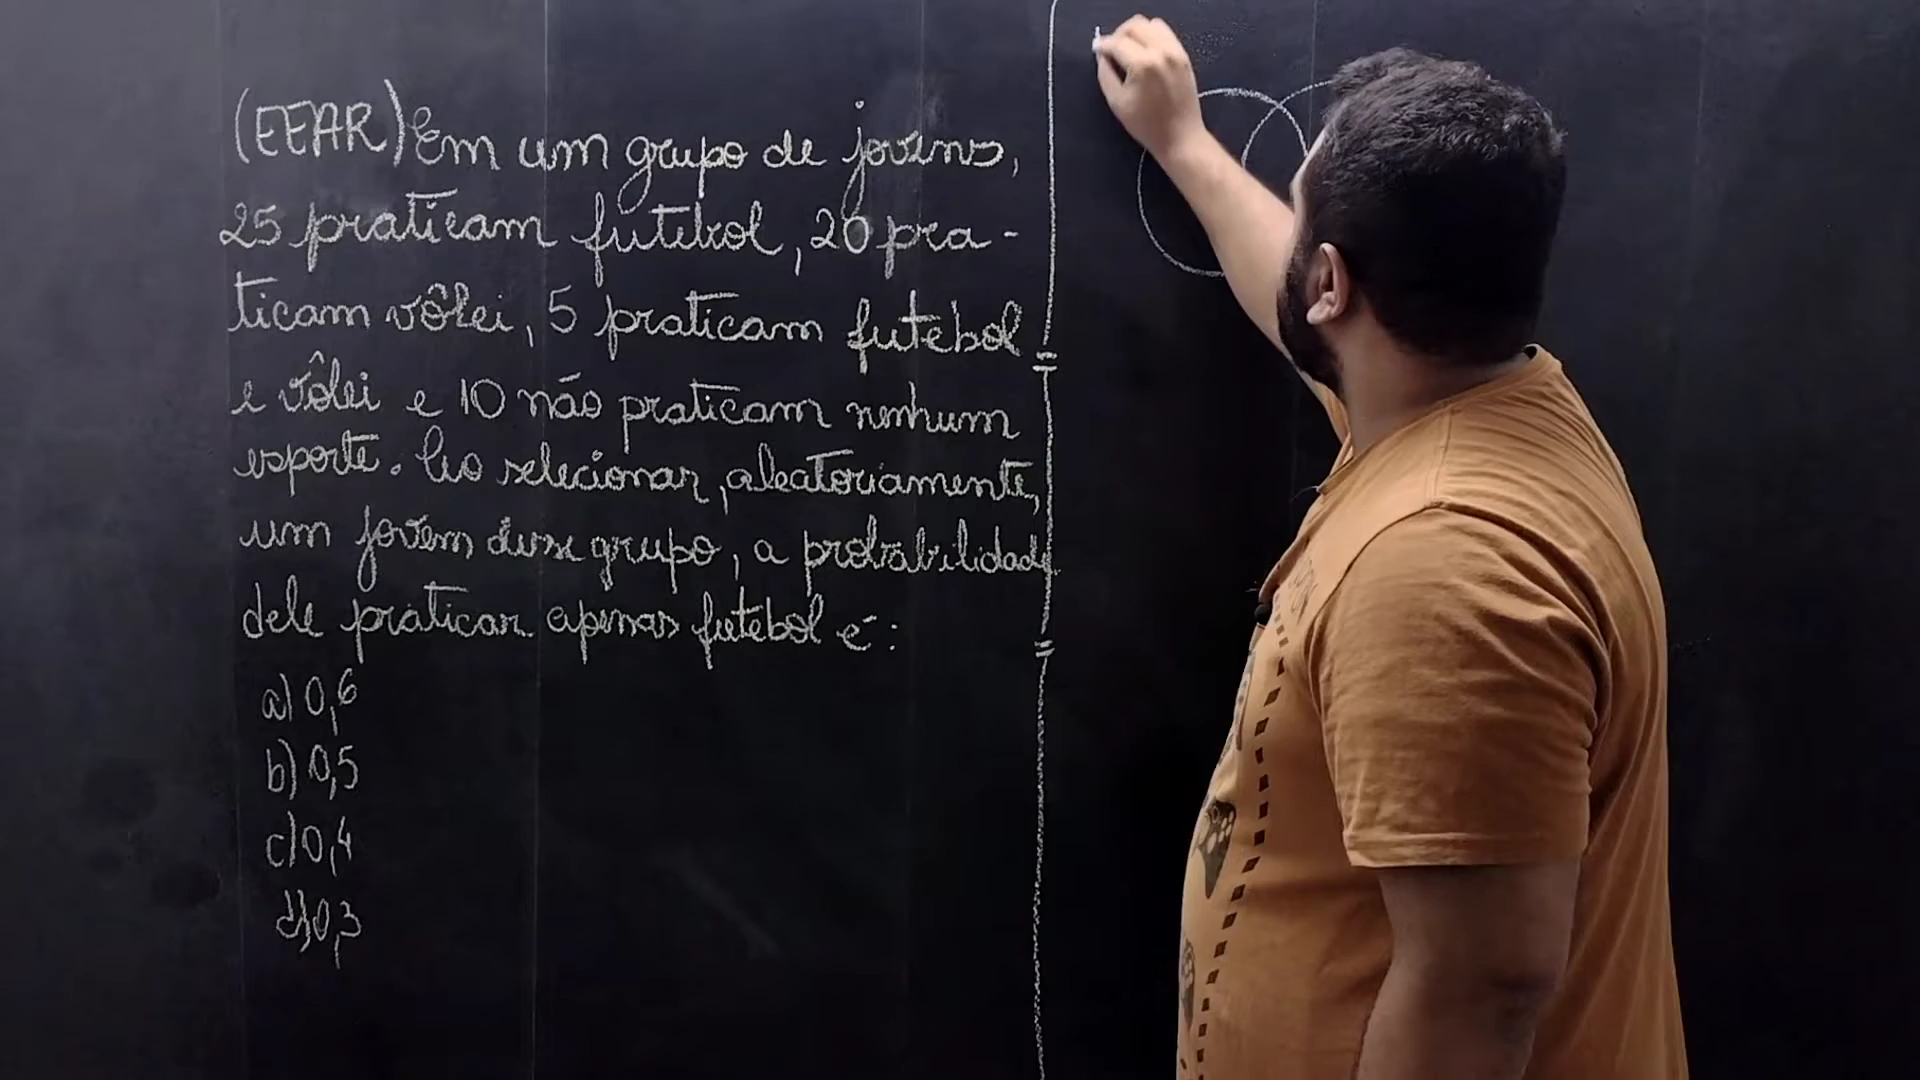 (EEAR) Em um grupo de jovens,
25 praticam futebol, 20 pra-
ticam vôlei, 5 praticam futebol
e vôlei e 10 não praticam nenhum
esporte. Ao selecionar, aleatoriamente,
um jovem desse grupo, a probabilidade
dele praticar apenas futebol é:
a) 0,6
b) 0,5
c) 0,4
d) 0,3